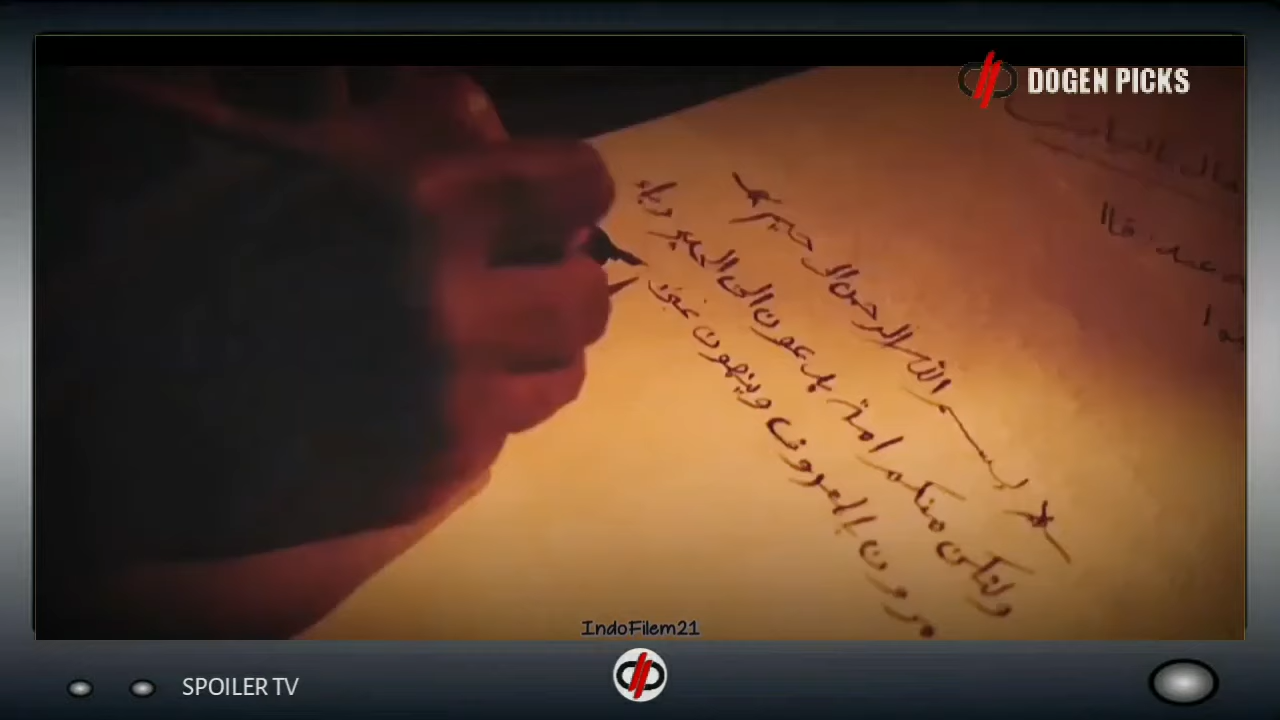 DOGEN PICKS
بسم الله الرحمن الرحيم
ولتكن منكم امة يدعون الى الخير وياء
مرون بالمعروف وينهون عن
IndoFilem21
SPOILER TV